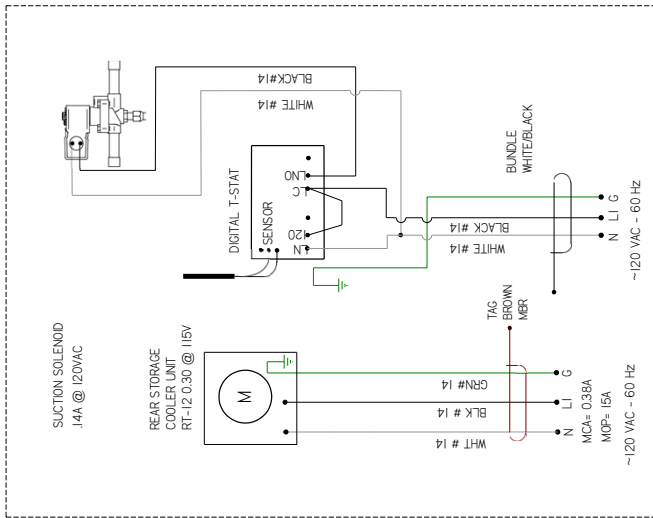 SUCTION SOLENOID
.14A @ 120VAC
BLACK#14
WHITE #14
DIGITAL T-STAT
SENSOR
LNO
LC
120
LN
BUNDLE
WHITE/BLACK
BLACK #14
WHITE #14
G
L1
N
~120 VAC - 60 Hz
REAR STORAGE
COOLER UNIT
RT-12 0.30 @ 115V
M
TAG
BROWN
MBR
GRN # 14
BLK # 14
WHT # 14
G
L1
N
MCA= 0.38A
MOP= 15A
~120 VAC - 60 Hz